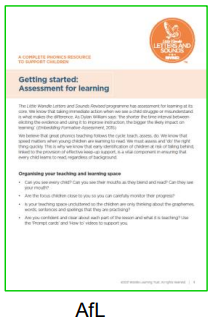 LITTLE WANDLE
LETTERS AND
SOUNDS
REVISED
A COMPLETE PHONICS RESOURCE
TO SUPPORT CHILDREN
Getting started:
Assessment for learning
The Little Wandle Letters and Sounds Revised programme has assessment for learning at its
core. We know that taking immediate action when we see a child struggle or misunderstand
is what makes the difference. As Dylan Wiliam says: 'the shorter the time interval between
eliciting the evidence and using it to improve instruction, the bigger the likely impact on
learning.' (Embedding Formative Assessment, 2015).
We believe that great phonics teaching follows the cycle: teach, assess, do. We know that
speed matters when young children are learning to read. We must assess and 'do' the right
thing quickly. This is why we know that early identification of children at risk of falling behind,
linked to the provision of effective keep-up support, is a vital component in ensuring that
every child learns to read, regardless of background.
Organising your teaching and learning space
• Can you see every child? Can you see their mouths as they blend and read? Can they see
your mouth?
• Are the focus children close to you so you can carefully monitor their progress?
• Is your teaching space uncluttered so the children are only thinking about the graphemes,
words, sentences and spellings that they are practising?
• Are you confident and clear about each part of the lesson and what it is teaching? Use
the 'Prompt cards' and 'How to' videos to support you.
AfL